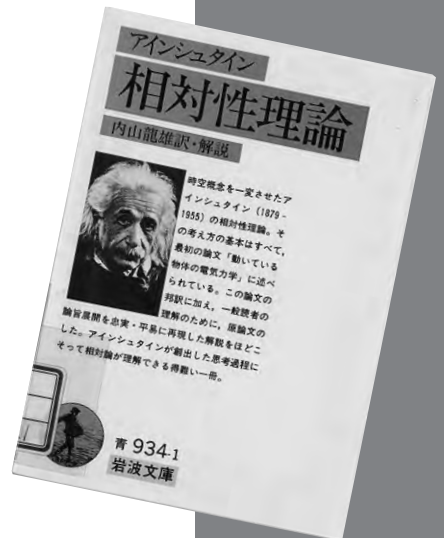 アインシュタイン
相対性理論
内山龍雄訳・解説
時空概念を一変させたア
インシュタイン(1879-
1955)の相対性理論。そ
の考え方の基本はすべて,
最初の論文「動いている
物体の電気力学」に述べ
られている。この論文の
邦訳に加え,一般読者の
理解のために,原論文の
論旨展開を忠実・平易に再現した解説をほどこ
した。アインシュタインが創出した思考過程に
そって相対論が理解できる得難い一冊。
青 934-1
岩波文庫